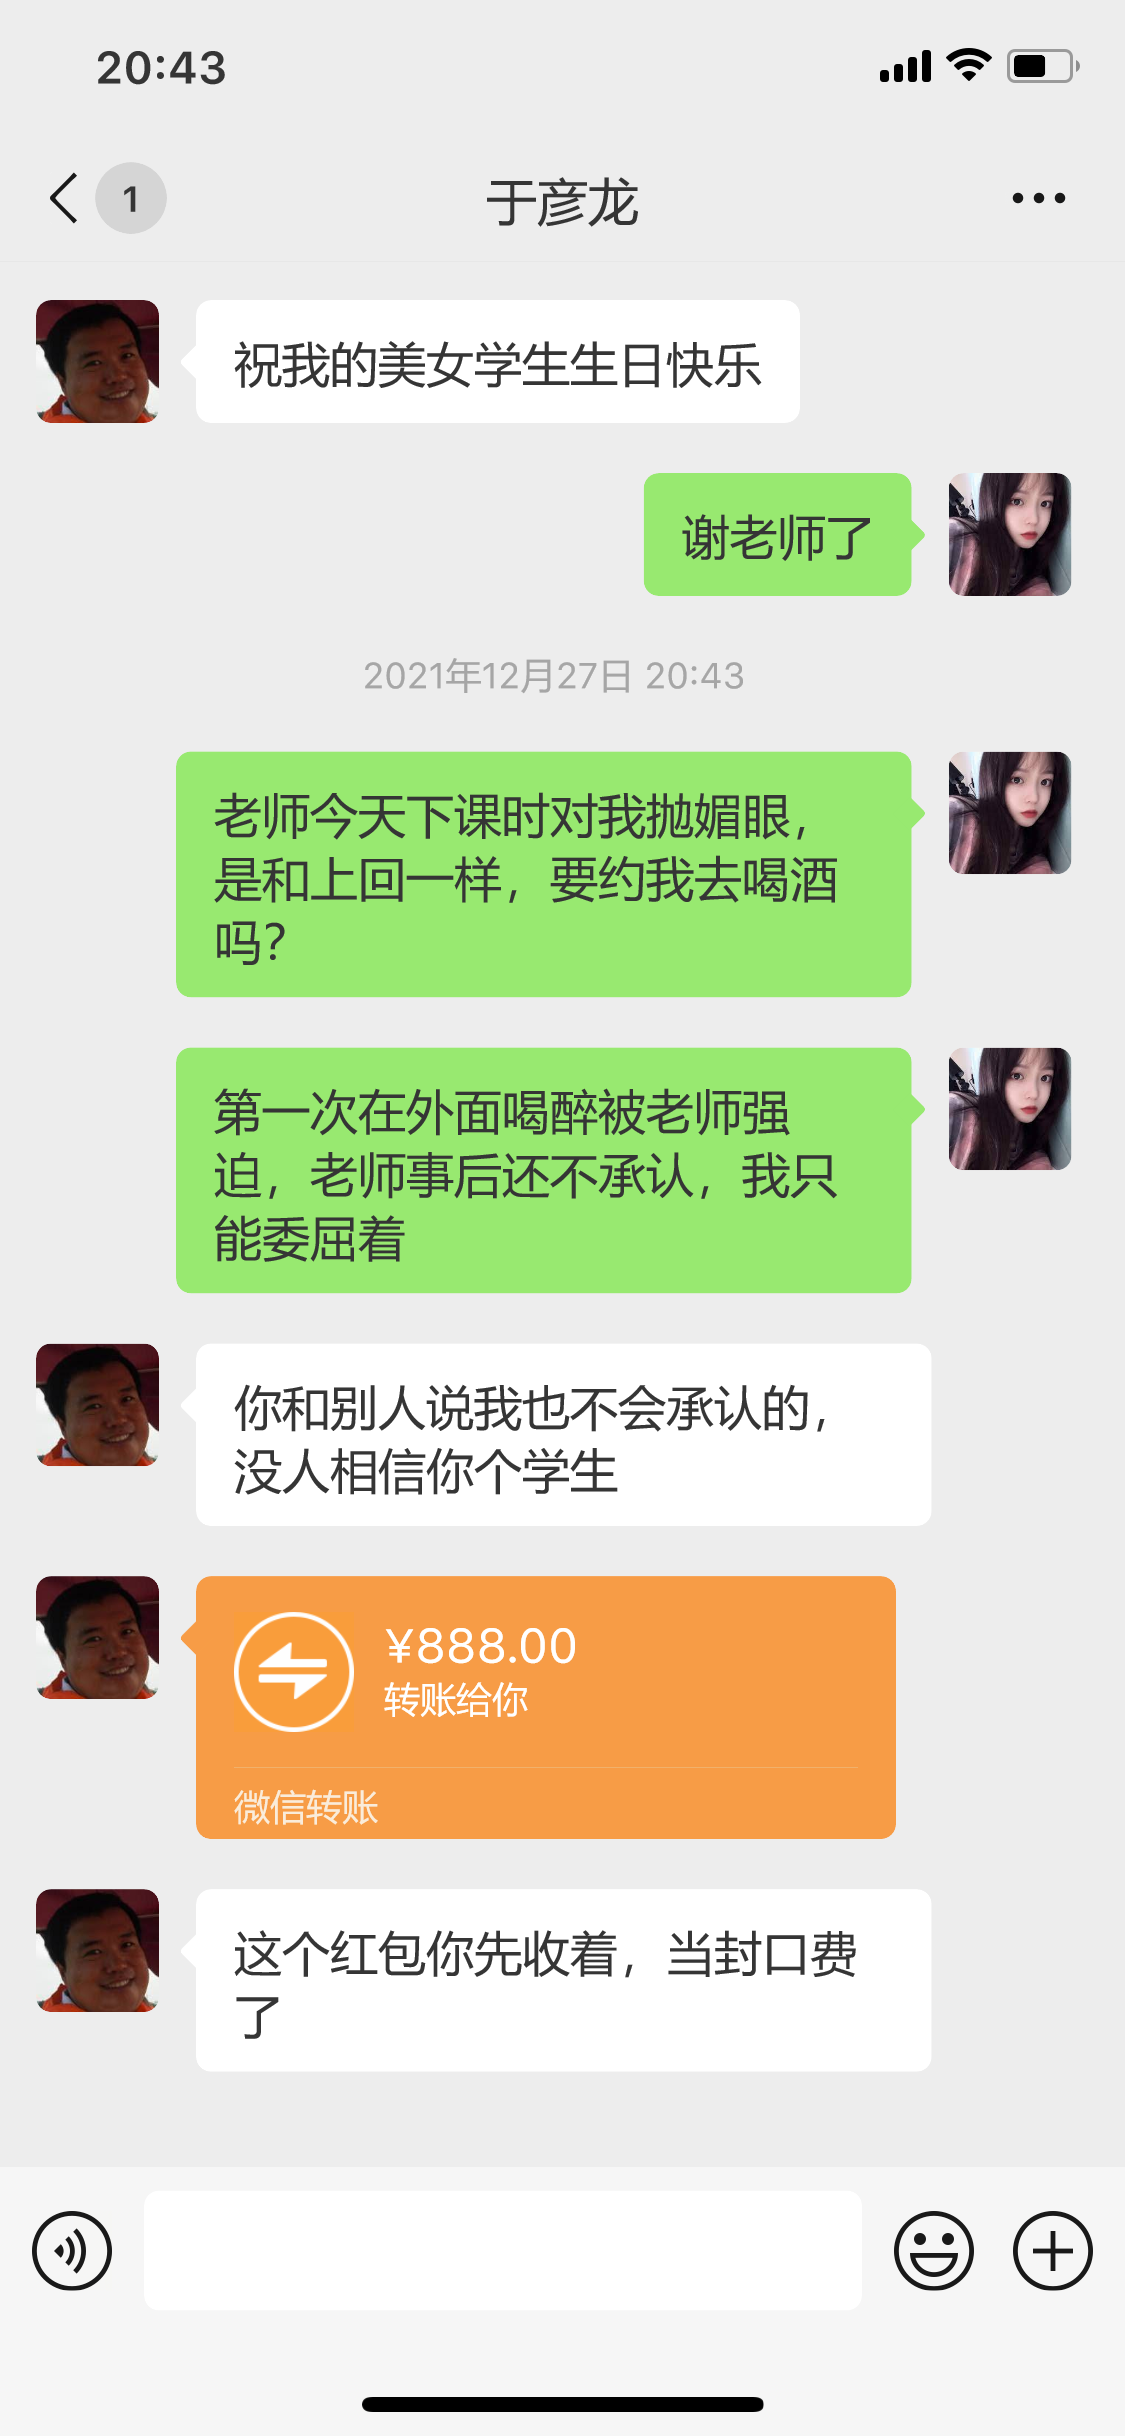 20:43
1
于彦龙
祝我的美女学生生日快乐
谢老师了
2021年12月27日 20:43
老师今天下课时对我抛媚眼，
是和上回一样，要约我去喝酒
吗？
第一次在外面喝醉被老师强
迫，老师事后还不承认，我只
能委屈着
你和别人说我也不会承认的，
没人相信你个学生
¥888.00
转账给你
微信转账
这个红包你先收着，当封口费
了